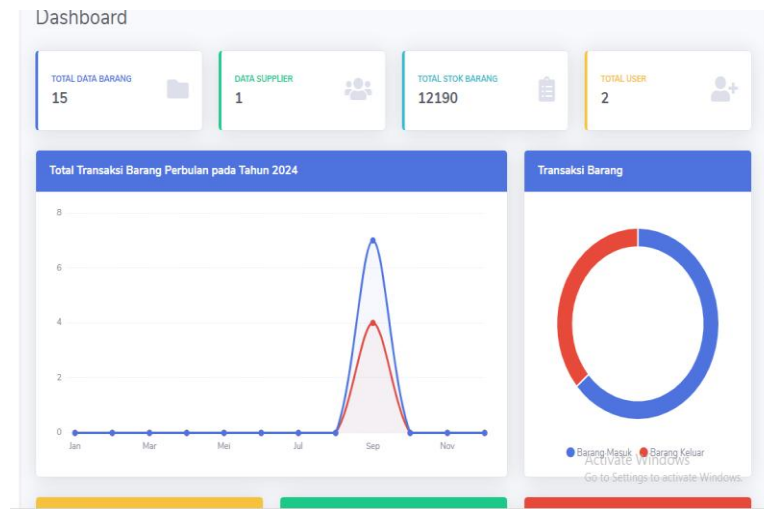 Dashboard
TOTAL DATA BARANG
15
DATA SUPPLIER
1
TOTAL STOK BARANG
12190
TOTAL USER
2
Total Transaksi Barang Perbulan pada Tahun 2024
8
6
4
2
0
Jan Mar Mei Jul Sep Nov
Transaksi Barang
Barang Masuk Barang Keluar
Activate Windows
Go to Settings to activate Windows.